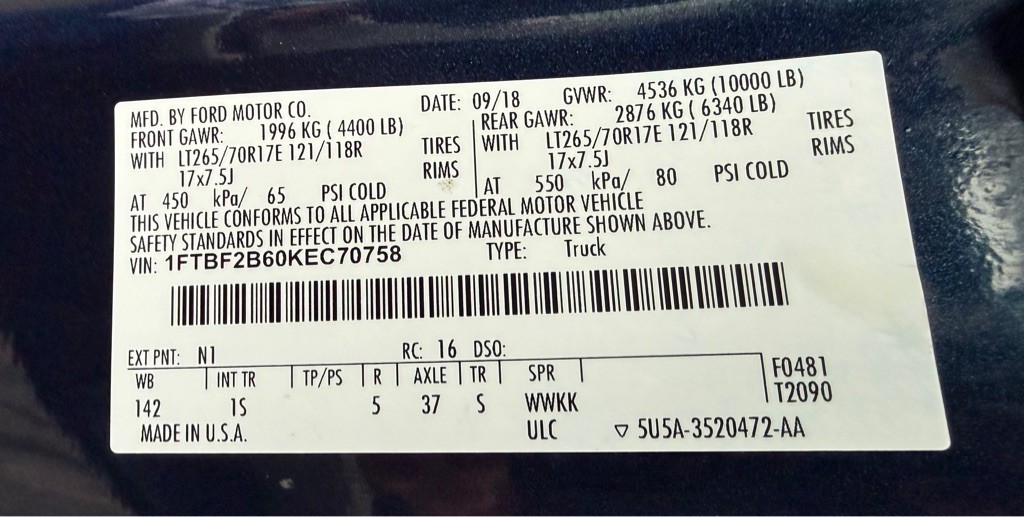 MFD. BY FORD MOTOR CO. DATE: 09/18 GVWR: 4536 KG (10000 LB)
FRONT GAWR: 1996 KG ( 4400 LB) REAR GAWR: 2876 KG ( 6340 LB)
WITH LT265/70R17E 121/118R TIRES WITH LT265/70R17E 121/118R TIRES
17x7.5J RIMS 17x7.5J RIMS
AT 450 kPa/ 65 PSI COLD AT 550 kPa/ 80 PSI COLD
THIS VEHICLE CONFORMS TO ALL APPLICABLE FEDERAL MOTOR VEHICLE
SAFETY STANDARDS IN EFFECT ON THE DATE OF MANUFACTURE SHOWN ABOVE.
VIN: 1FTBF2B60KEC70758 TYPE: Truck
EXT PNT: N1 RC: 16 DSO:
WB INT TR TP/PS R AXLE TR SPR F0481
142 1S 5 37 S WWKK T2090
MADE IN U.S.A. ULC ▽ 5U5A-3520472-AA